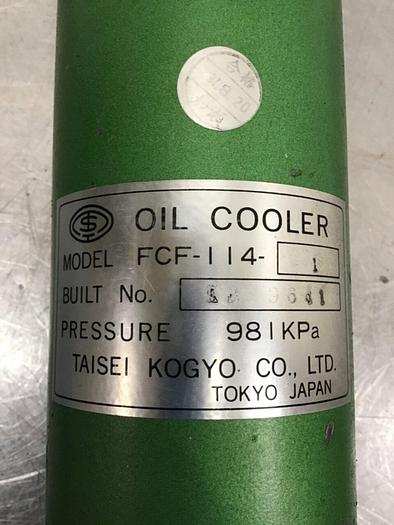 OIL COOLER
MODEL FCF-114- 1
BUILT No.
PRESSURE 981KPa
TAISEI KOGYO CO., LTD.
TOKYO JAPAN